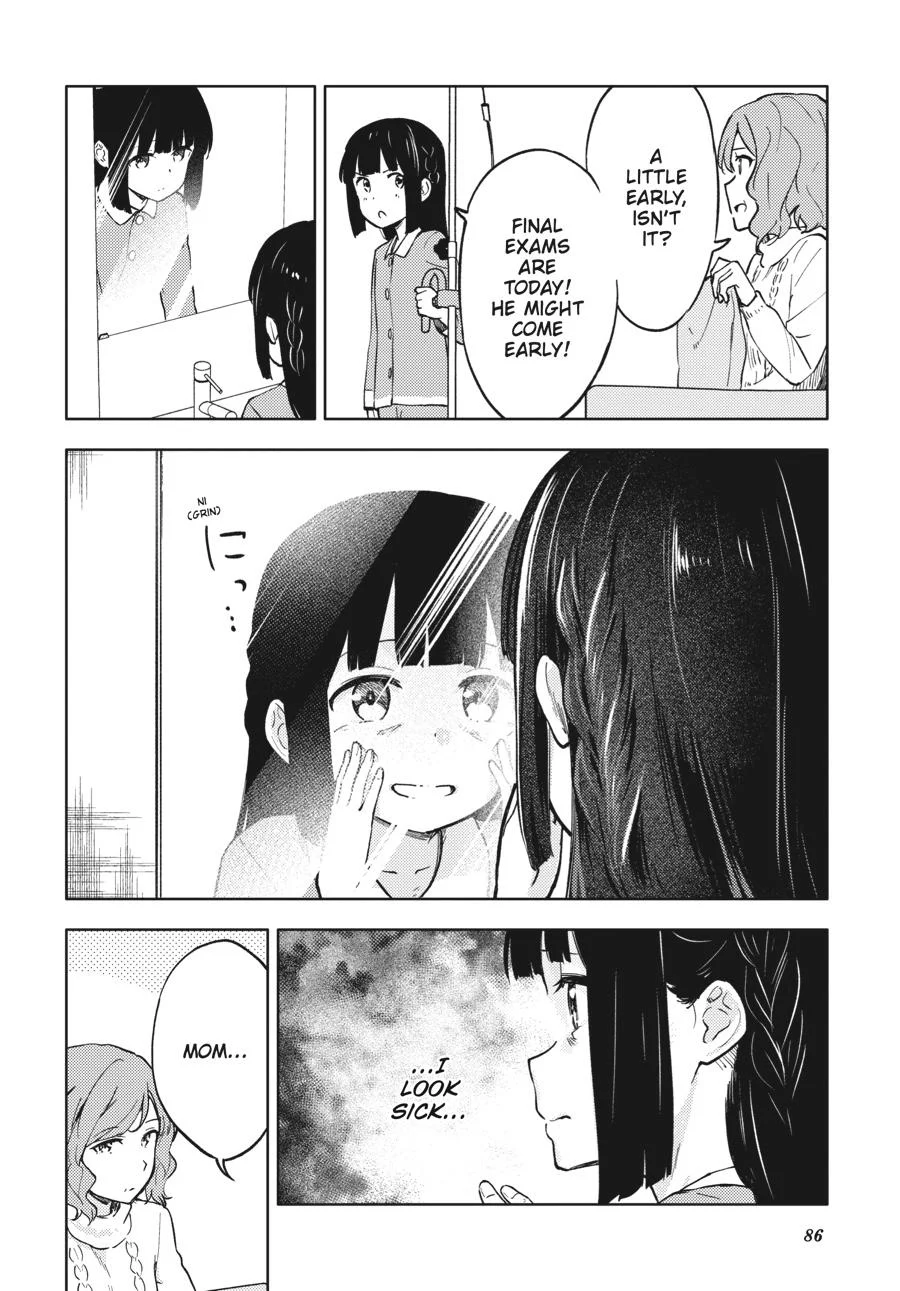 A
LITTLE
EARLY,
ISN'T
IT?
FINAL
EXAMS
ARE
TODAY!
HE MIGHT
COME
EARLY!
NI
(GRIN)
にっ…
...I
LOOK
SICK...
MOM...
86